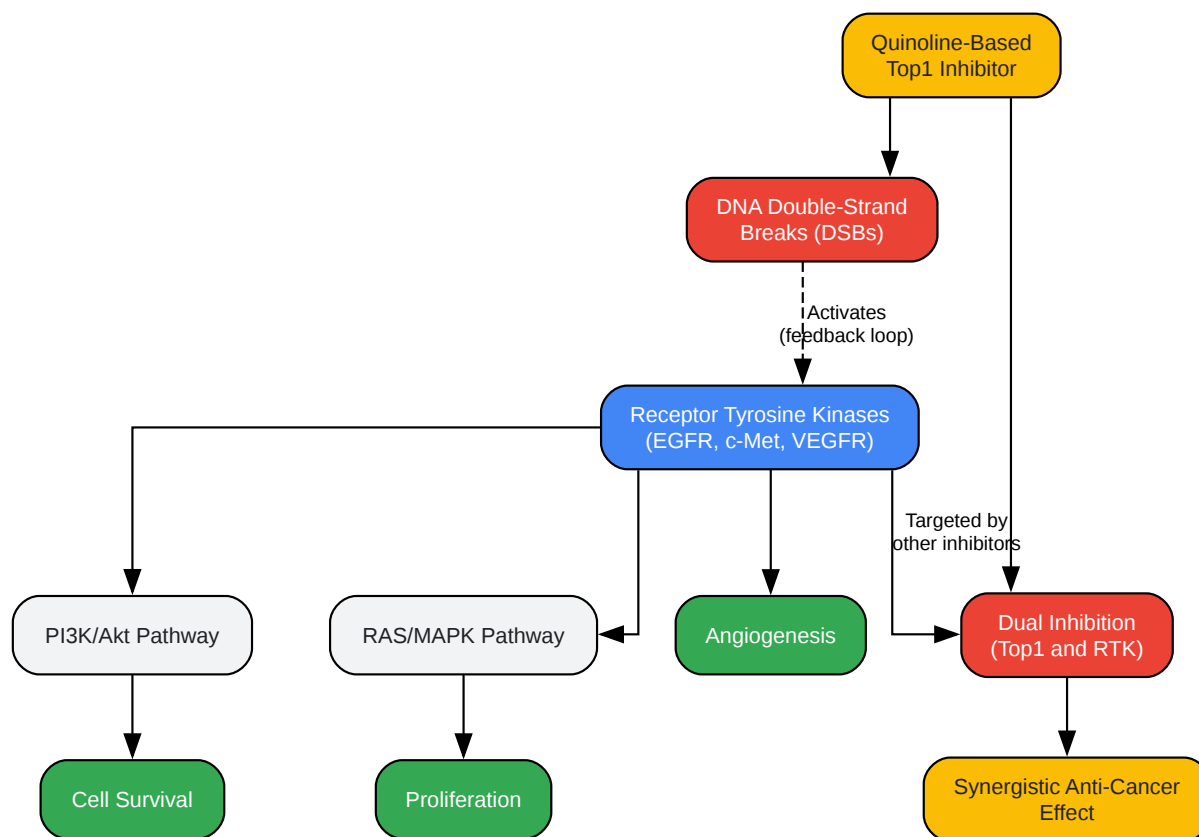 Quinoline-Based
Top1 Inhibitor
DNA Double-Strand
Breaks (DSBs)
Activates
(feedback loop)
Receptor Tyrosine Kinases
(EGFR, c-Met, VEGFR)
Targeted by
other inhibitors
PI3K/Akt Pathway
RAS/MAPK Pathway
Angiogenesis
Dual Inhibition
(Top1 and RTK)
Cell Survival
Proliferation
Synergistic Anti-Cancer
Effect